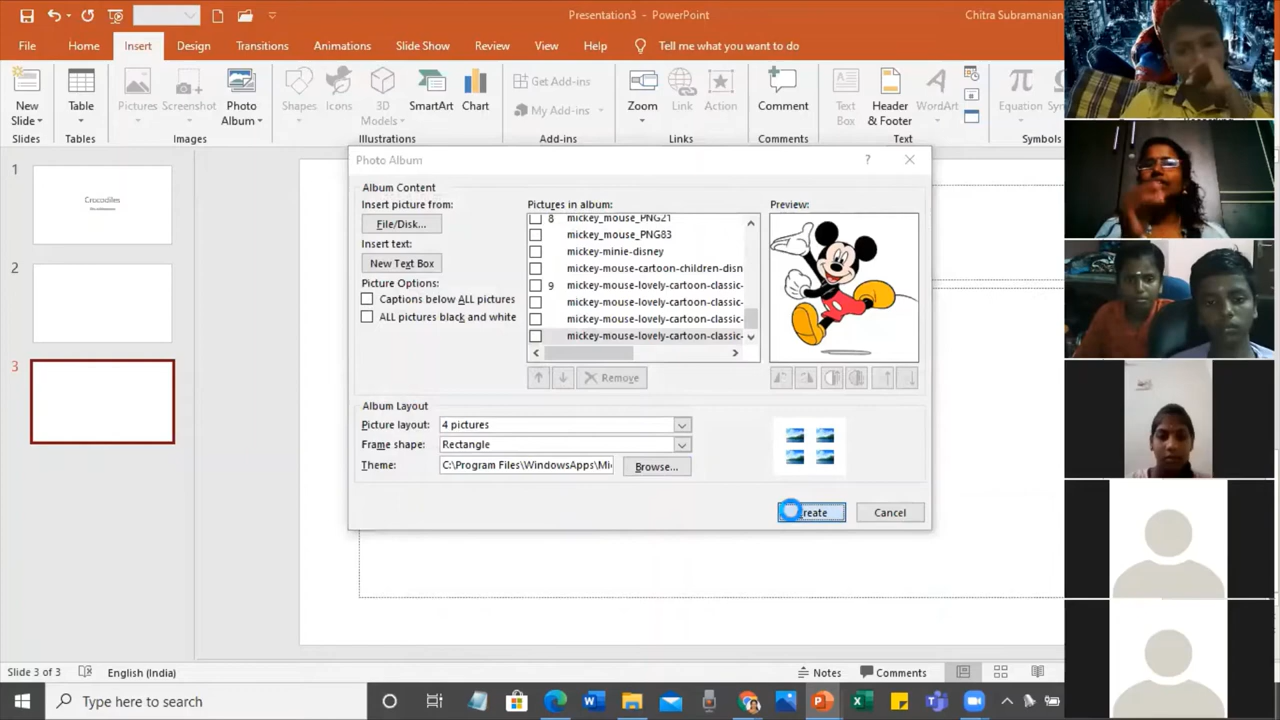 Presentation3 - PowerPoint
Chitra Subramanian
File Home Insert Design Transitions Animations Slide Show Review View Help Tell me what you want to do
New
Slide
Table
Pictures
Screenshot
Photo
Album
Shapes
Icons
3D
Models
SmartArt
Chart
Get Add-ins
My Add-ins
Zoom
Link
Action
Comment
Text
Box
Header
& Footer
WordArt
Equation
Slides Tables Images Illustrations Add-ins Links Comments Text Symbols
1
Crocodiles
2
3
Photo Album
?
Album Content
Insert picture from:
File/Disk...
Insert text:
New Text Box
Picture Options:
Captions below ALL pictures
ALL pictures black and white
Pictures in album:
8 mickey_mouse_PNG21
mickey_mouse_PNG83
mickey-minie-disney
mickey-mouse-cartoon-children-disn
9 mickey-mouse-lovely-cartoon-classic-
mickey-mouse-lovely-cartoon-classic-
mickey-mouse-lovely-cartoon-classic-
mickey-mouse-lovely-cartoon-classic-
Remove
Preview:
Album Layout
Picture layout: 4 pictures
Frame shape: Rectangle
Theme: C:\Program Files\WindowsApps\Mi
Browse...
reate
Cancel
Slide 3 of 3
English (India)
Notes
Comments
Type here to search